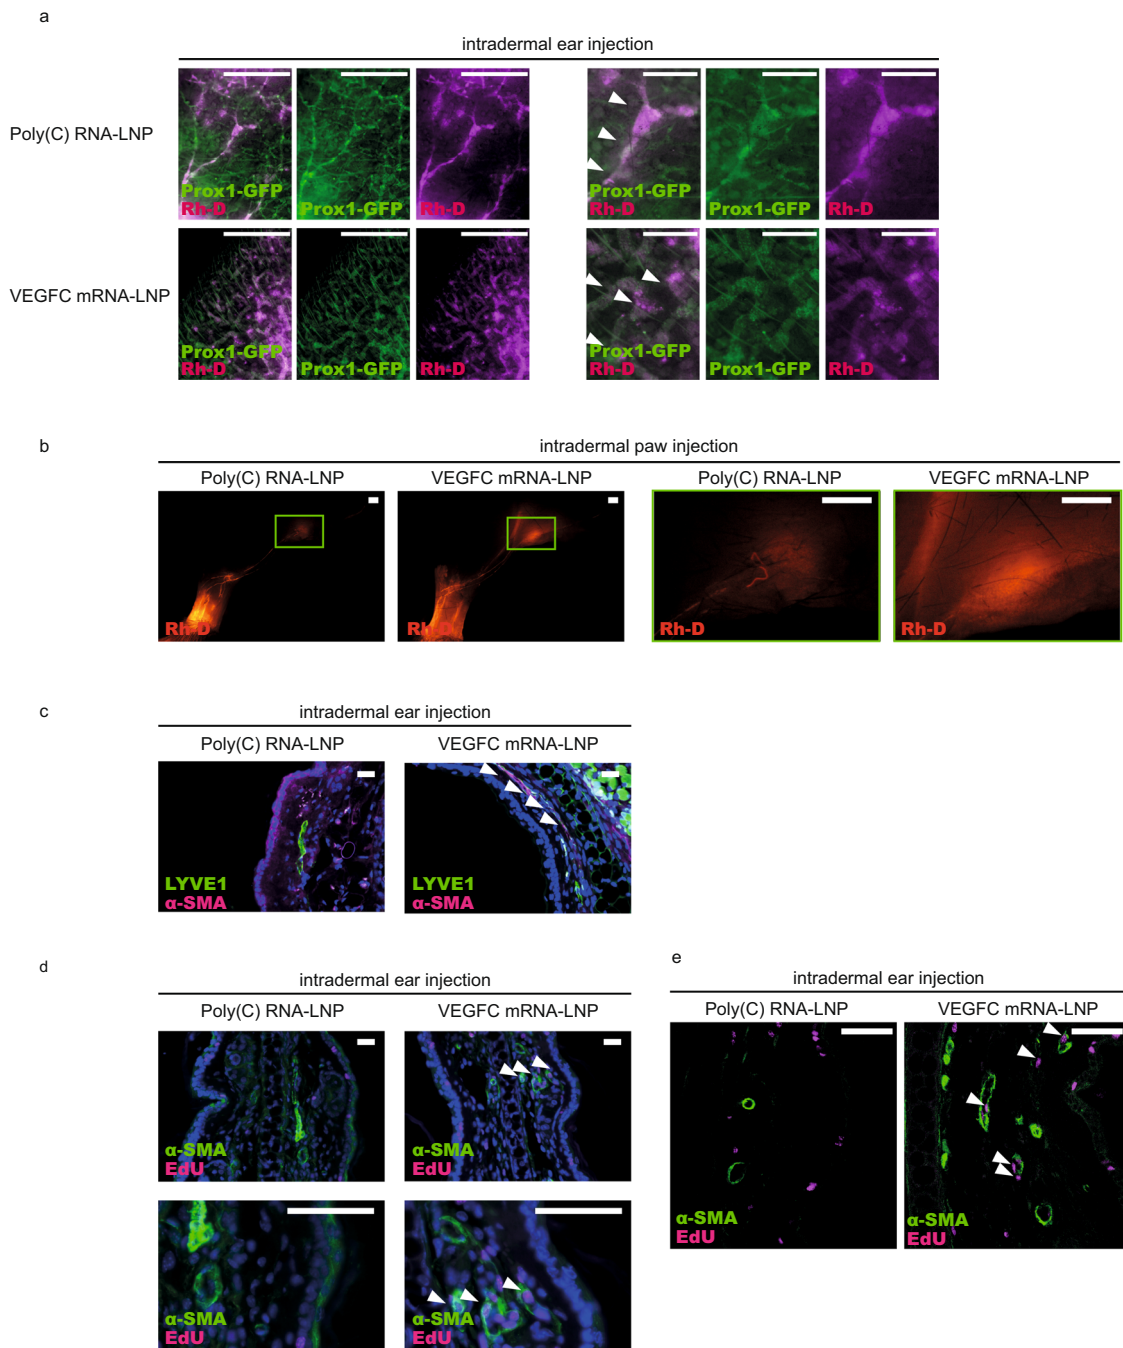 a
intradermal ear injection
Poly(C) RNA-LNP
Prox1-GFP
Rh-D
Prox1-GFP
Rh-D
Prox1-GFP
Rh-D
Prox1-GFP
Rh-D
VEGFC mRNA-LNP
Prox1-GFP
Rh-D
Prox1-GFP
Rh-D
Prox1-GFP
Rh-D
Prox1-GFP
Rh-D
b
intradermal paw injection
Poly(C) RNA-LNP VEGFC mRNA-LNP Poly(C) RNA-LNP VEGFC mRNA-LNP
Rh-D Rh-D Rh-D Rh-D
c
intradermal ear injection
Poly(C) RNA-LNP VEGFC mRNA-LNP
LYVE1 LYVE1
α-SMA α-SMA
d
intradermal ear injection
Poly(C) RNA-LNP VEGFC mRNA-LNP
α-SMA α-SMA
EdU EdU
α-SMA α-SMA
EdU EdU
e
intradermal ear injection
Poly(C) RNA-LNP VEGFC mRNA-LNP
α-SMA α-SMA
EdU EdU